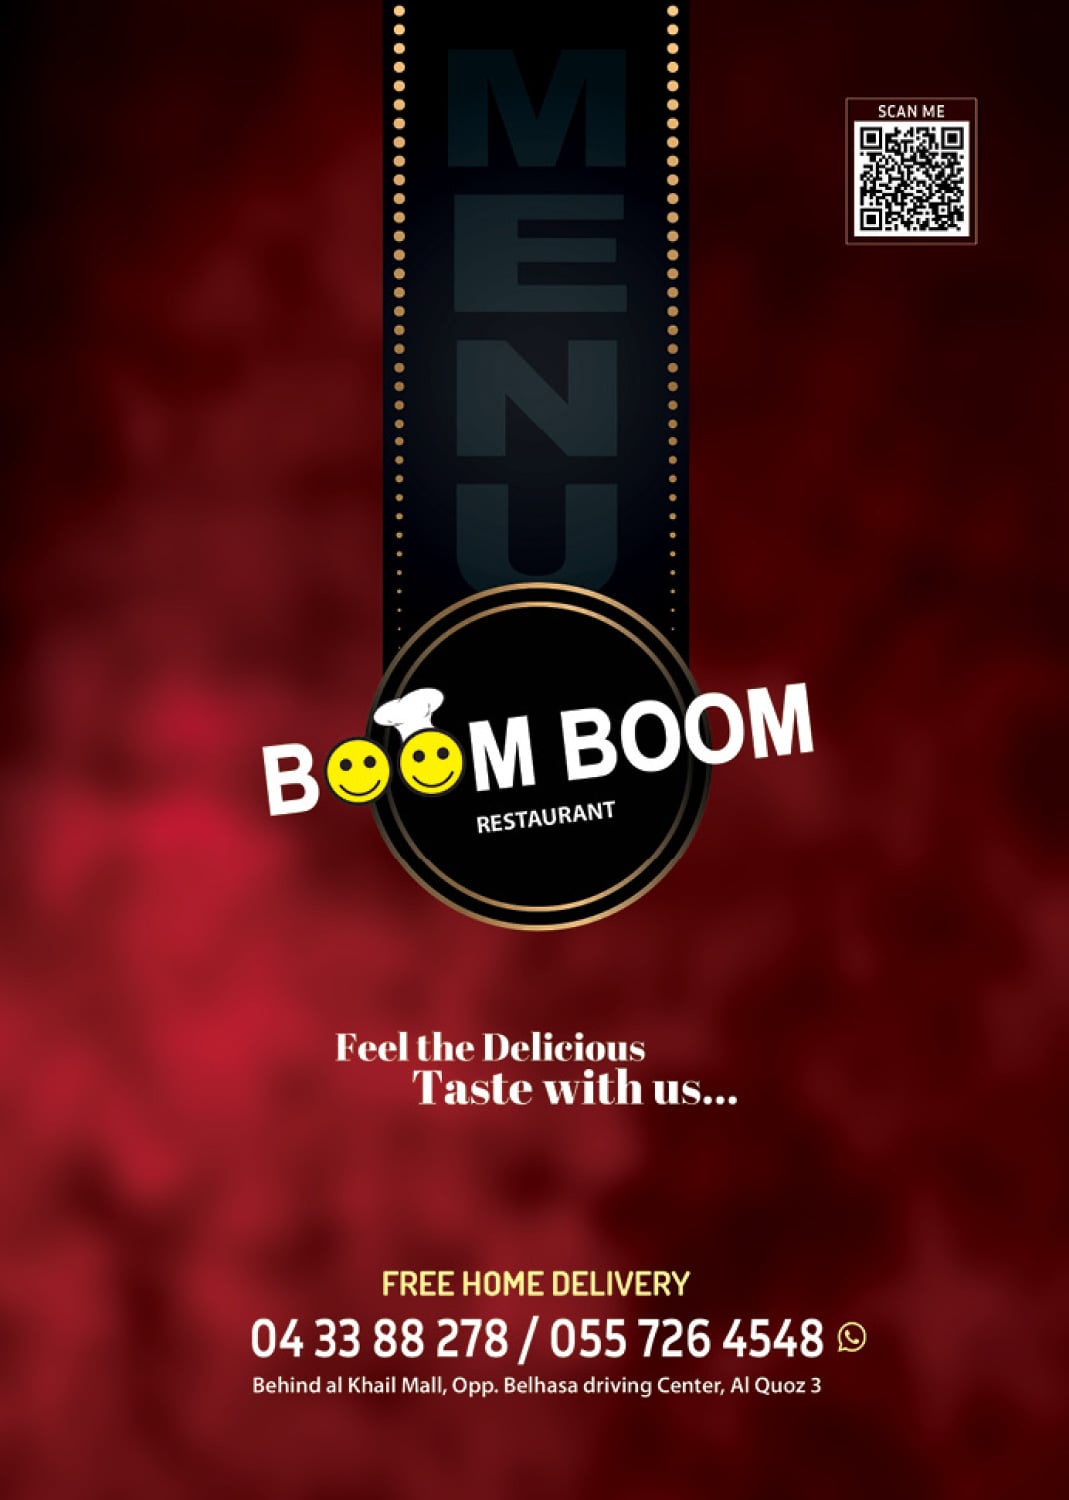 MENU
SCAN ME
BOOM BOOM
RESTAURANT
Feel the Delicious
Taste with us...
FREE HOME DELIVERY
04 33 88 278 / 055 726 4548
Behind al Khail Mall, Opp. Belhasa driving Center, Al Quoz 3